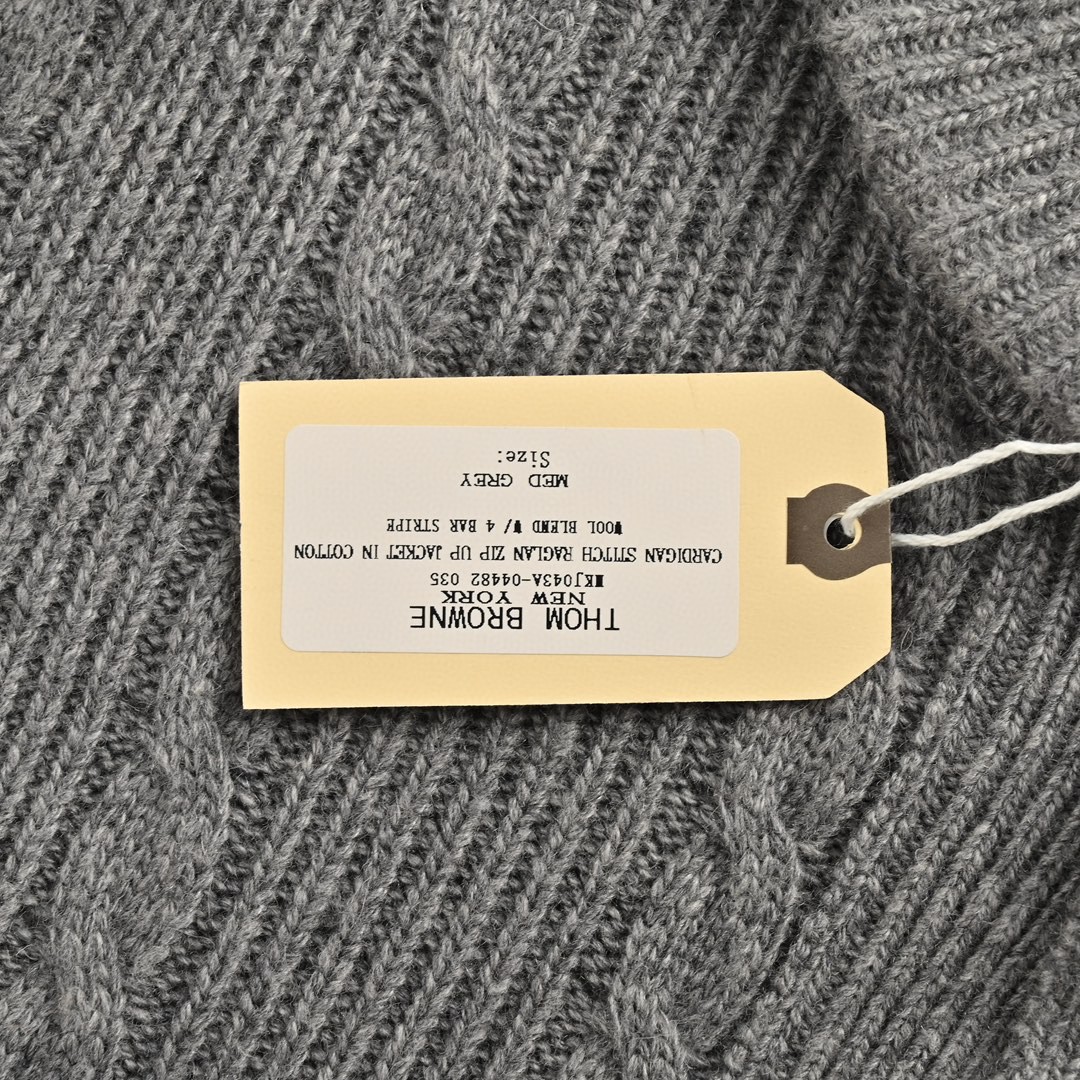 THOM BROWNE
NEW YORK
MKJ043A-04482 035
CARDIGAN STITCH RAGLAN ZIP UP JACKET IN COTTON
WOOL BLEND W/ 4 BAR STRIPE
MED GREY
Size: